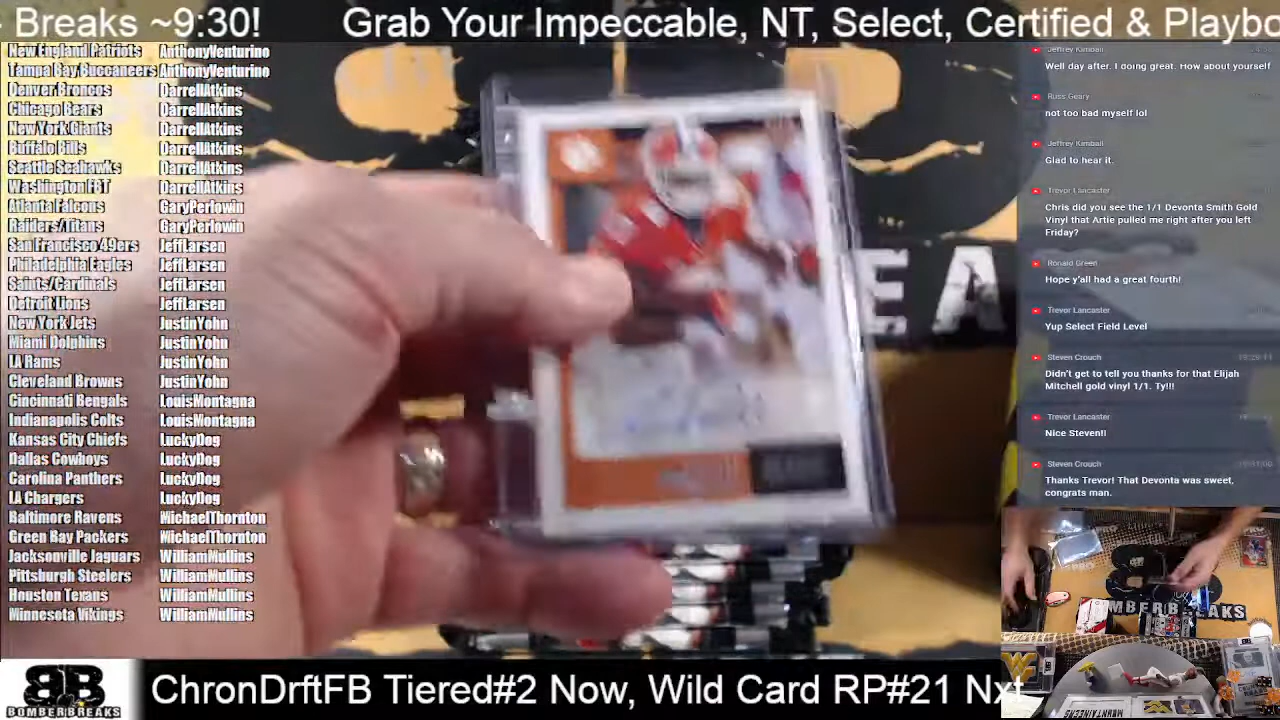 Breaks ~9:30!
Grab Your Impeccable, NT, Select, Certified & Playbo
New England Patriots AnthonyVenturino
Tampa Bay Buccaneers AnthonyVenturino
Denver Broncos DarrellAtkins
Chicago Bears DarrellAtkins
New York Giants DarrellAtkins
Buffalo Bills DarrellAtkins
Seattle Seahawks DarrellAtkins
Washington FBT DarrellAtkins
Atlanta Falcons GaryPerlowin
Raiders/Titans GaryPerlowin
San Francisco 49ers JeffLarsen
Philadelphia Eagles JeffLarsen
Saints/Cardinals JeffLarsen
Detroit Lions JeffLarsen
New York Jets JustinYohn
Miami Dolphins JustinYohn
LA Rams JustinYohn
Cleveland Browns JustinYohn
Cincinnati Bengals LouisMontagna
Indianapolis Colts LouisMontagna
Kansas City Chiefs LuckyDog
Dallas Cowboys LuckyDog
Carolina Panthers LuckyDog
LA Chargers LuckyDog
Baltimore Ravens MichaelThornton
Green Bay Packers MichaelThornton
Jacksonville Jaguars WilliamMullins
Pittsburgh Steelers WilliamMullins
Houston Texans WilliamMullins
Minnesota Vikings WilliamMullins
EA
Jeffrey Kimball
Well day after. I doing great. How about yourself
Russ Geary
not too bad myself lol
Jeffrey Kimball
Glad to hear it.
Trevor Lancaster
Chris did you see the 1/1 Devonta Smith Gold
Vinyl that Artie pulled me right after you left
Friday?
Ronald Green
Hope y'all had a great fourth!
Trevor Lancaster
Yup Select Field Level
Steven Crouch
Didn't get to tell you thanks for that Elijah
Mitchell gold vinyl 1/1. Ty!!!
Trevor Lancaster
Nice Steven!!
Steven Crouch
Thanks Trevor! That Devonta was sweet,
congrats man.
MBERBREAKS
BB
BOMBERBREAKS
ChronDrftFB Tiered#2 Now, Wild Card RP#21 Nxt